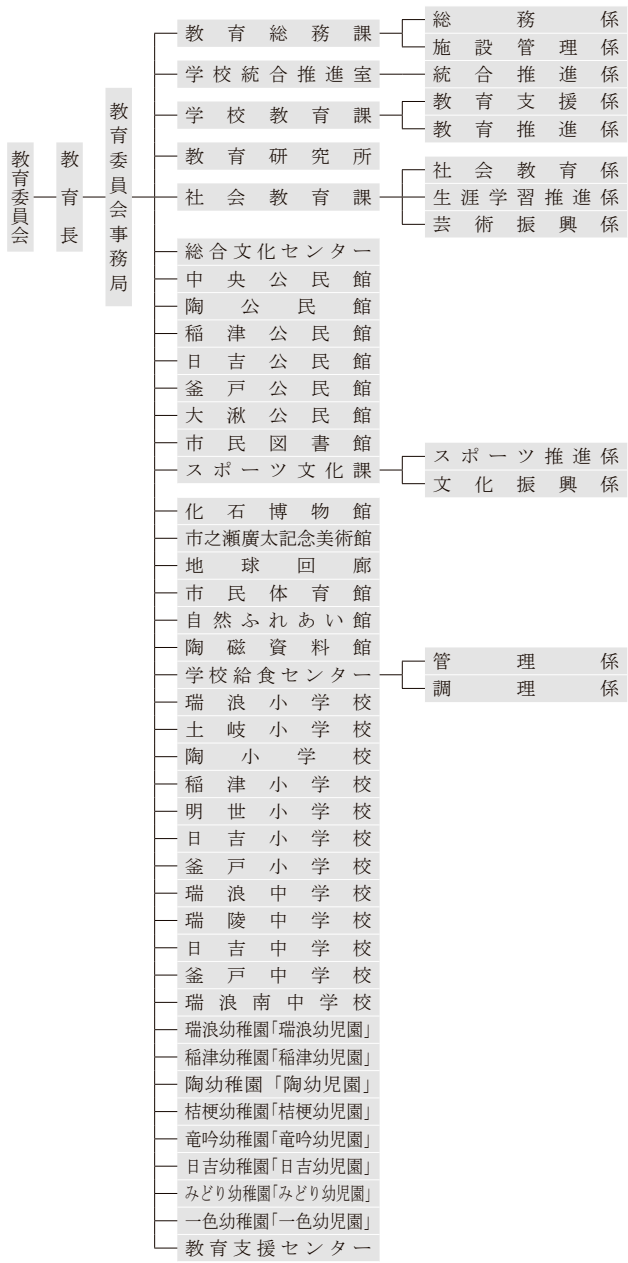 教育委員会
教育長
教育委員会事務局
教育総務課
総務係
施設管理係
学校統合推進室
統合推進係
学校教育課
教育支援係
教育推進係
教育研究所
社会教育課
社会教育係
生涯学習推進係
芸術振興係
総合文化センター
中央公民館
陶公民館
稲津公民館
日吉公民館
釜戸公民館
大湫公民館
市民図書館
スポーツ文化課
スポーツ推進係
文化振興係
化石博物館
市之瀬廣太記念美術館
地球回廊
市民体育館
自然ふれあい館
陶磁資料館
学校給食センター
管理係
調理係
瑞浪小学校
土岐小学校
陶小学校
稲津小学校
明世小学校
日吉小学校
釜戸小学校
瑞浪中学校
瑞陵中学校
日吉中学校
釜戸中学校
瑞浪南中学校
瑞浪幼稚園「瑞浪幼児園」
稲津幼稚園「稲津幼児園」
陶幼稚園「陶幼児園」
桔梗幼稚園「桔梗幼児園」
竜吟幼稚園「竜吟幼児園」
日吉幼稚園「日吉幼児園」
みどり幼稚園「みどり幼児園」
一色幼稚園「一色幼児園」
教育支援センター